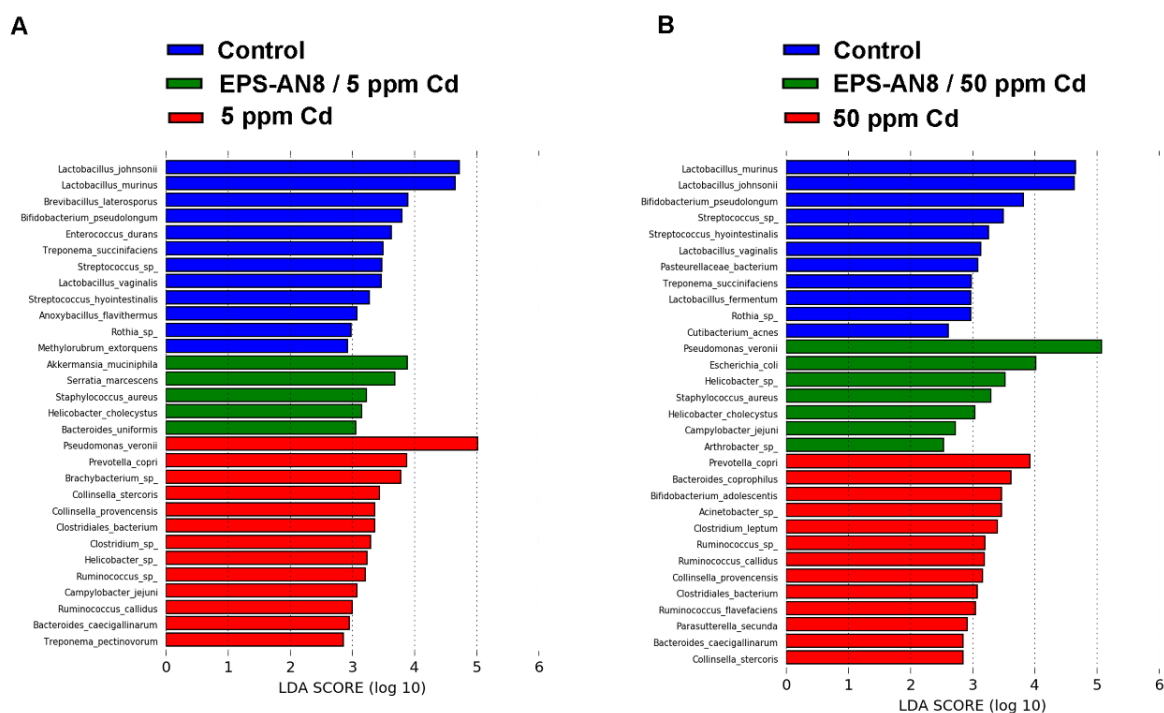 A
Control
EPS-AN8 / 5 ppm Cd
5 ppm Cd
Lactobacillus_johnsonii
Lactobacillus_murinus
Brevibacillus_laterosporus
Bifidobacterium_pseudolongum
Enterococcus_durans
Treponema_succinifaciens
Streptococcus_sp_
Lactobacillus_vaginalis
Streptococcus_hyointestinalis
Anoxybacillus_flavithermus
Rothia_sp_
Methylorubrum_extorquens
Akkermansia_muciniphila
Serratia_marcescens
Staphylococcus_aureus
Helicobacter_cholecystus
Bacteroides_uniformis
Pseudomonas_veronii
Prevotella_copri
Brachybacterium_sp_
Collinsella_stercoris
Collinsella_provencensis
Clostridiales_bacterium
Clostridium_sp_
Helicobacter_sp_
Ruminococcus_sp_
Campylobacter_jejuni
Ruminococcus_callidus
Bacteroides_caecigallinarum
Treponema_pectinovorum
0 1 2 3 4 5 6
LDA SCORE (log 10)
B
Control
EPS-AN8 / 50 ppm Cd
50 ppm Cd
Lactobacillus_murinus
Lactobacillus_johnsonii
Bifidobacterium_pseudolongum
Streptococcus_sp_
Streptococcus_hyointestinalis
Lactobacillus_vaginalis
Pasteurellaceae_bacterium
Treponema_succinifaciens
Lactobacillus_fermentum
Rothia_sp_
Cutibacterium_acnes
Pseudomonas_veronii
Escherichia_coli
Helicobacter_sp_
Staphylococcus_aureus
Helicobacter_cholecystus
Campylobacter_jejuni
Arthrobacter_sp_
Prevotella_copri
Bacteroides_coprophilus
Bifidobacterium_adolescentis
Acinetobacter_sp_
Clostridium_leptum
Ruminococcus_sp_
Ruminococcus_callidus
Collinsella_provencensis
Clostridiales_bacterium
Ruminococcus_flavefaciens
Parasutterella_secunda
Bacteroides_caecigallinarum
Collinsella_stercoris
0 1 2 3 4 5 6
LDA SCORE (log 10)